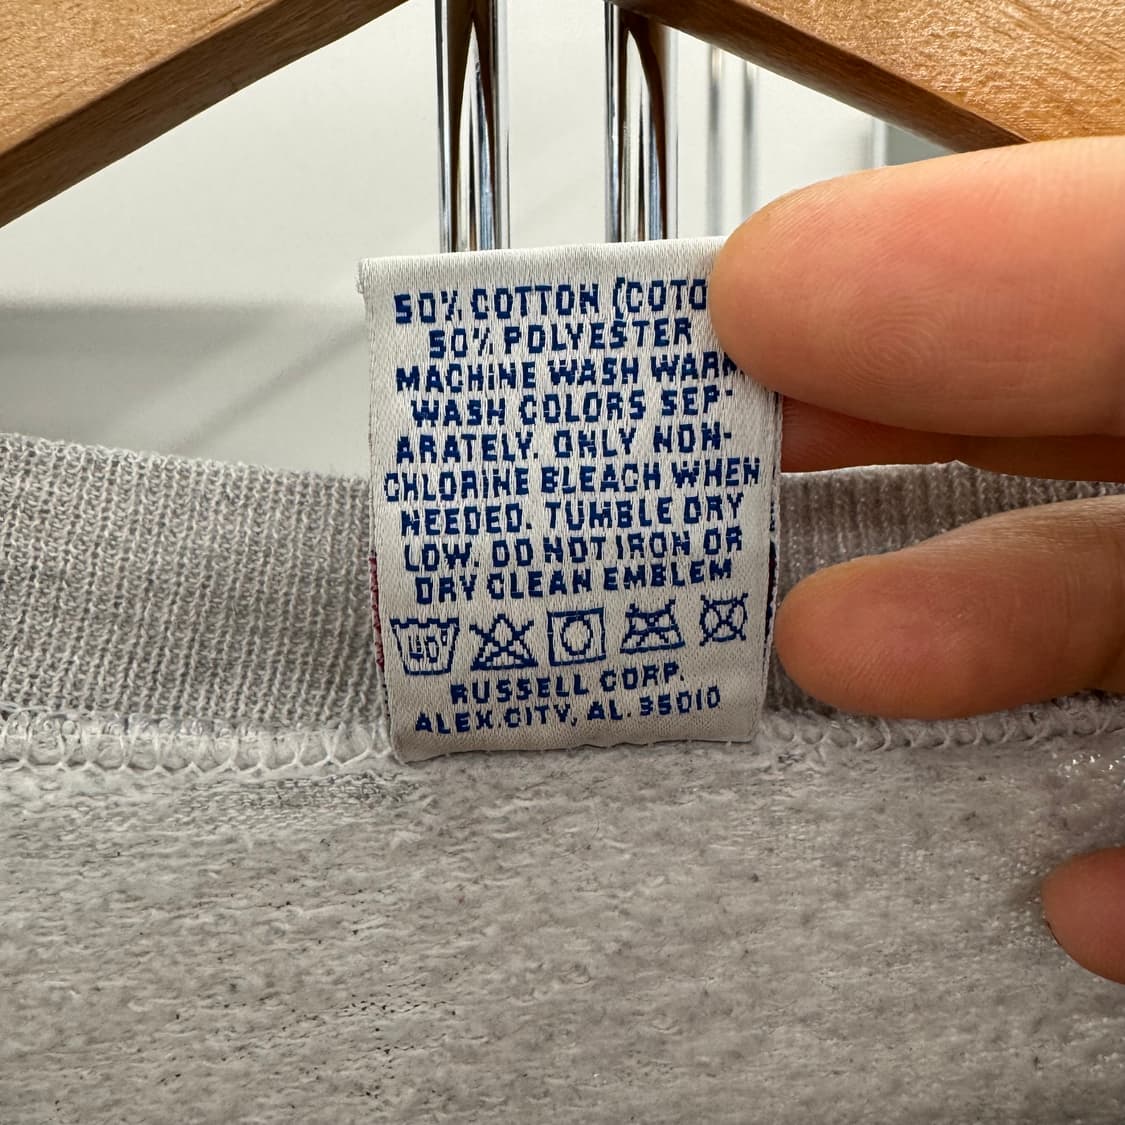 50% COTTON (COTO
50% POLYESTER
MACHINE WASH WARM
WASH COLORS SEP-
ARATELY. ONLY NON-
CHLORINE BLEACH WHEN
NEEDED. TUMBLE DRY
LOW. DO NOT IRON OR
DRY CLEAN EMBLEM
40°
RUSSELL CORP.
ALEX.CITY, AL. 35010